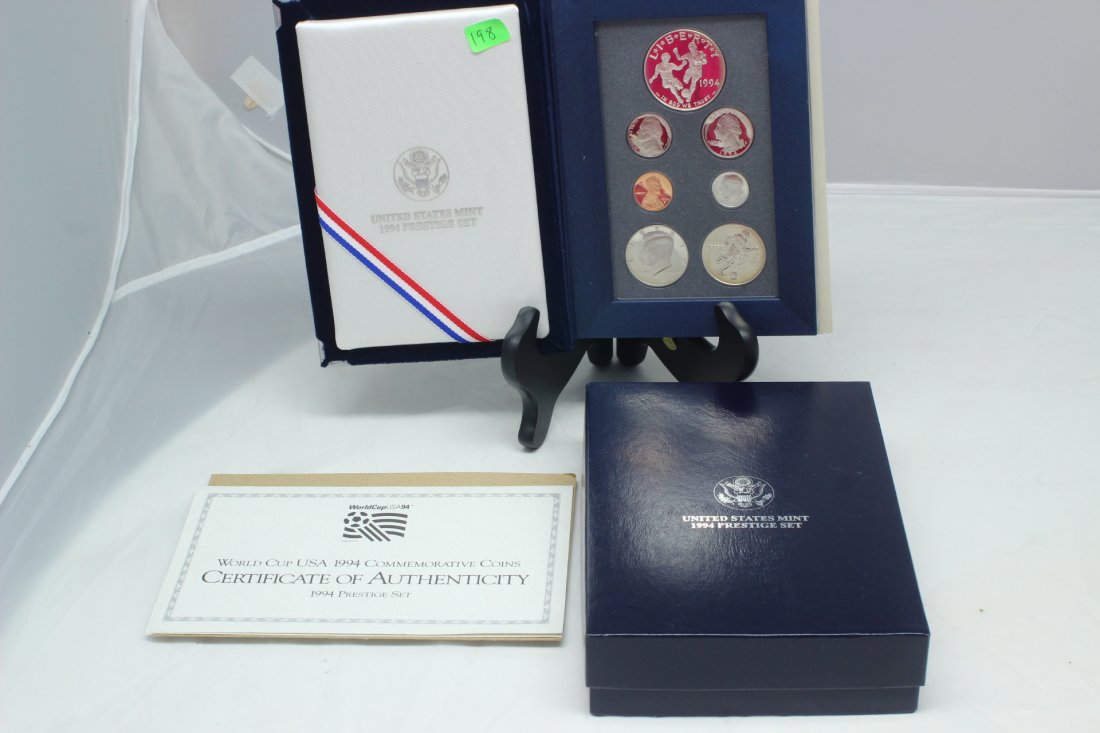 198
UNITED STATES MINT
1994 PRESTIGE SET
L·I·B·E·R·T·Y
1994
IN GOD WE TRUST
WorldCupUSA94
WORLD CUP USA 1994 COMMEMORATIVE COINS
CERTIFICATE OF AUTHENTICITY
1994 PRESTIGE SET
UNITED STATES MINT
1994 PRESTIGE SET